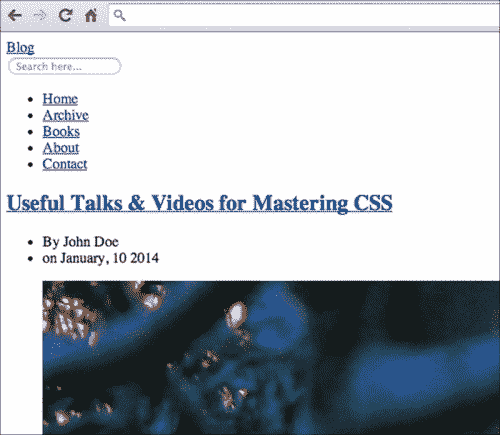 Blog
Search here...
Home
Archive
Books
About
Contact
Useful Talks & Videos for Mastering CSS
By John Doe
on January, 10 2014